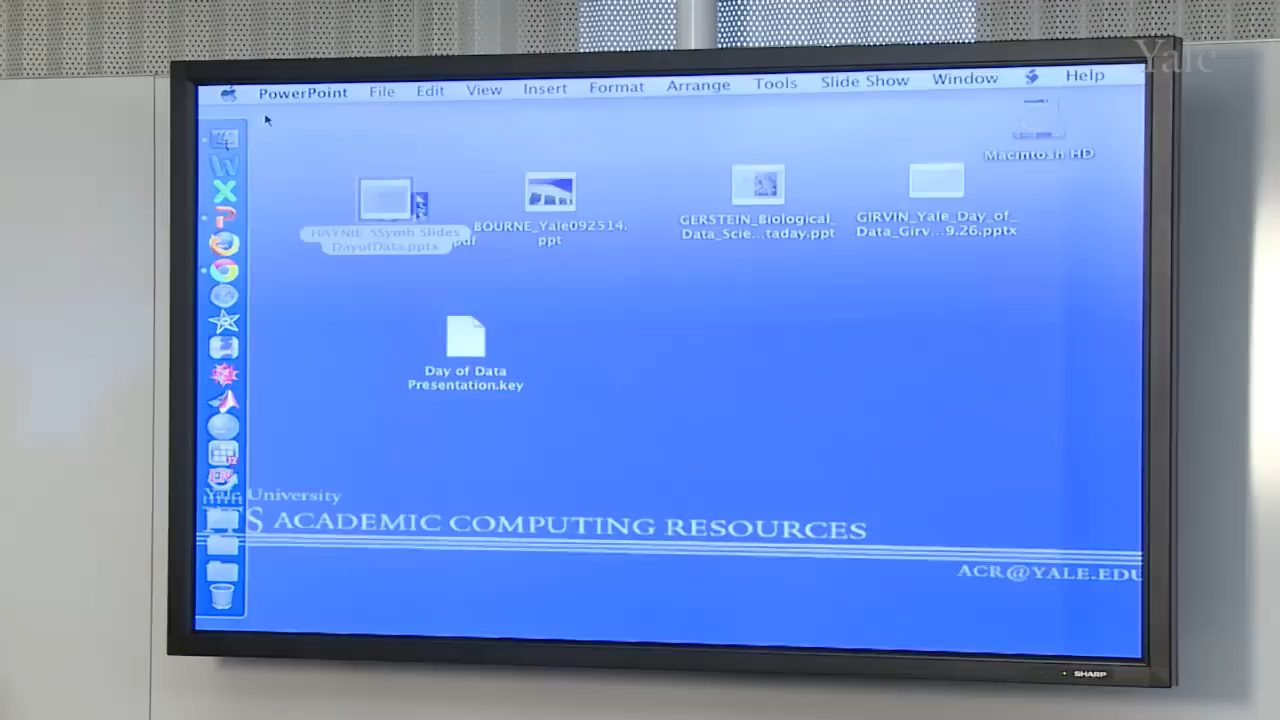 Yale
PowerPoint File Edit View Insert Format Arrange Tools Slide Show Window Help
Macintosh HD
HAYNIE_SSymb Slides
DayofData.pptx
pdf
BOURNE_Yale092514.
ppt
GERSTEIN_Biological_
Data_Scie...taday.ppt
GIRVIN_Yale_Day_of_
Data_Girv...9.26.pptx
Day of Data
Presentation.key
Yale University
S ACADEMIC COMPUTING RESOURCES
ACR@YALE.EDU
SHARP